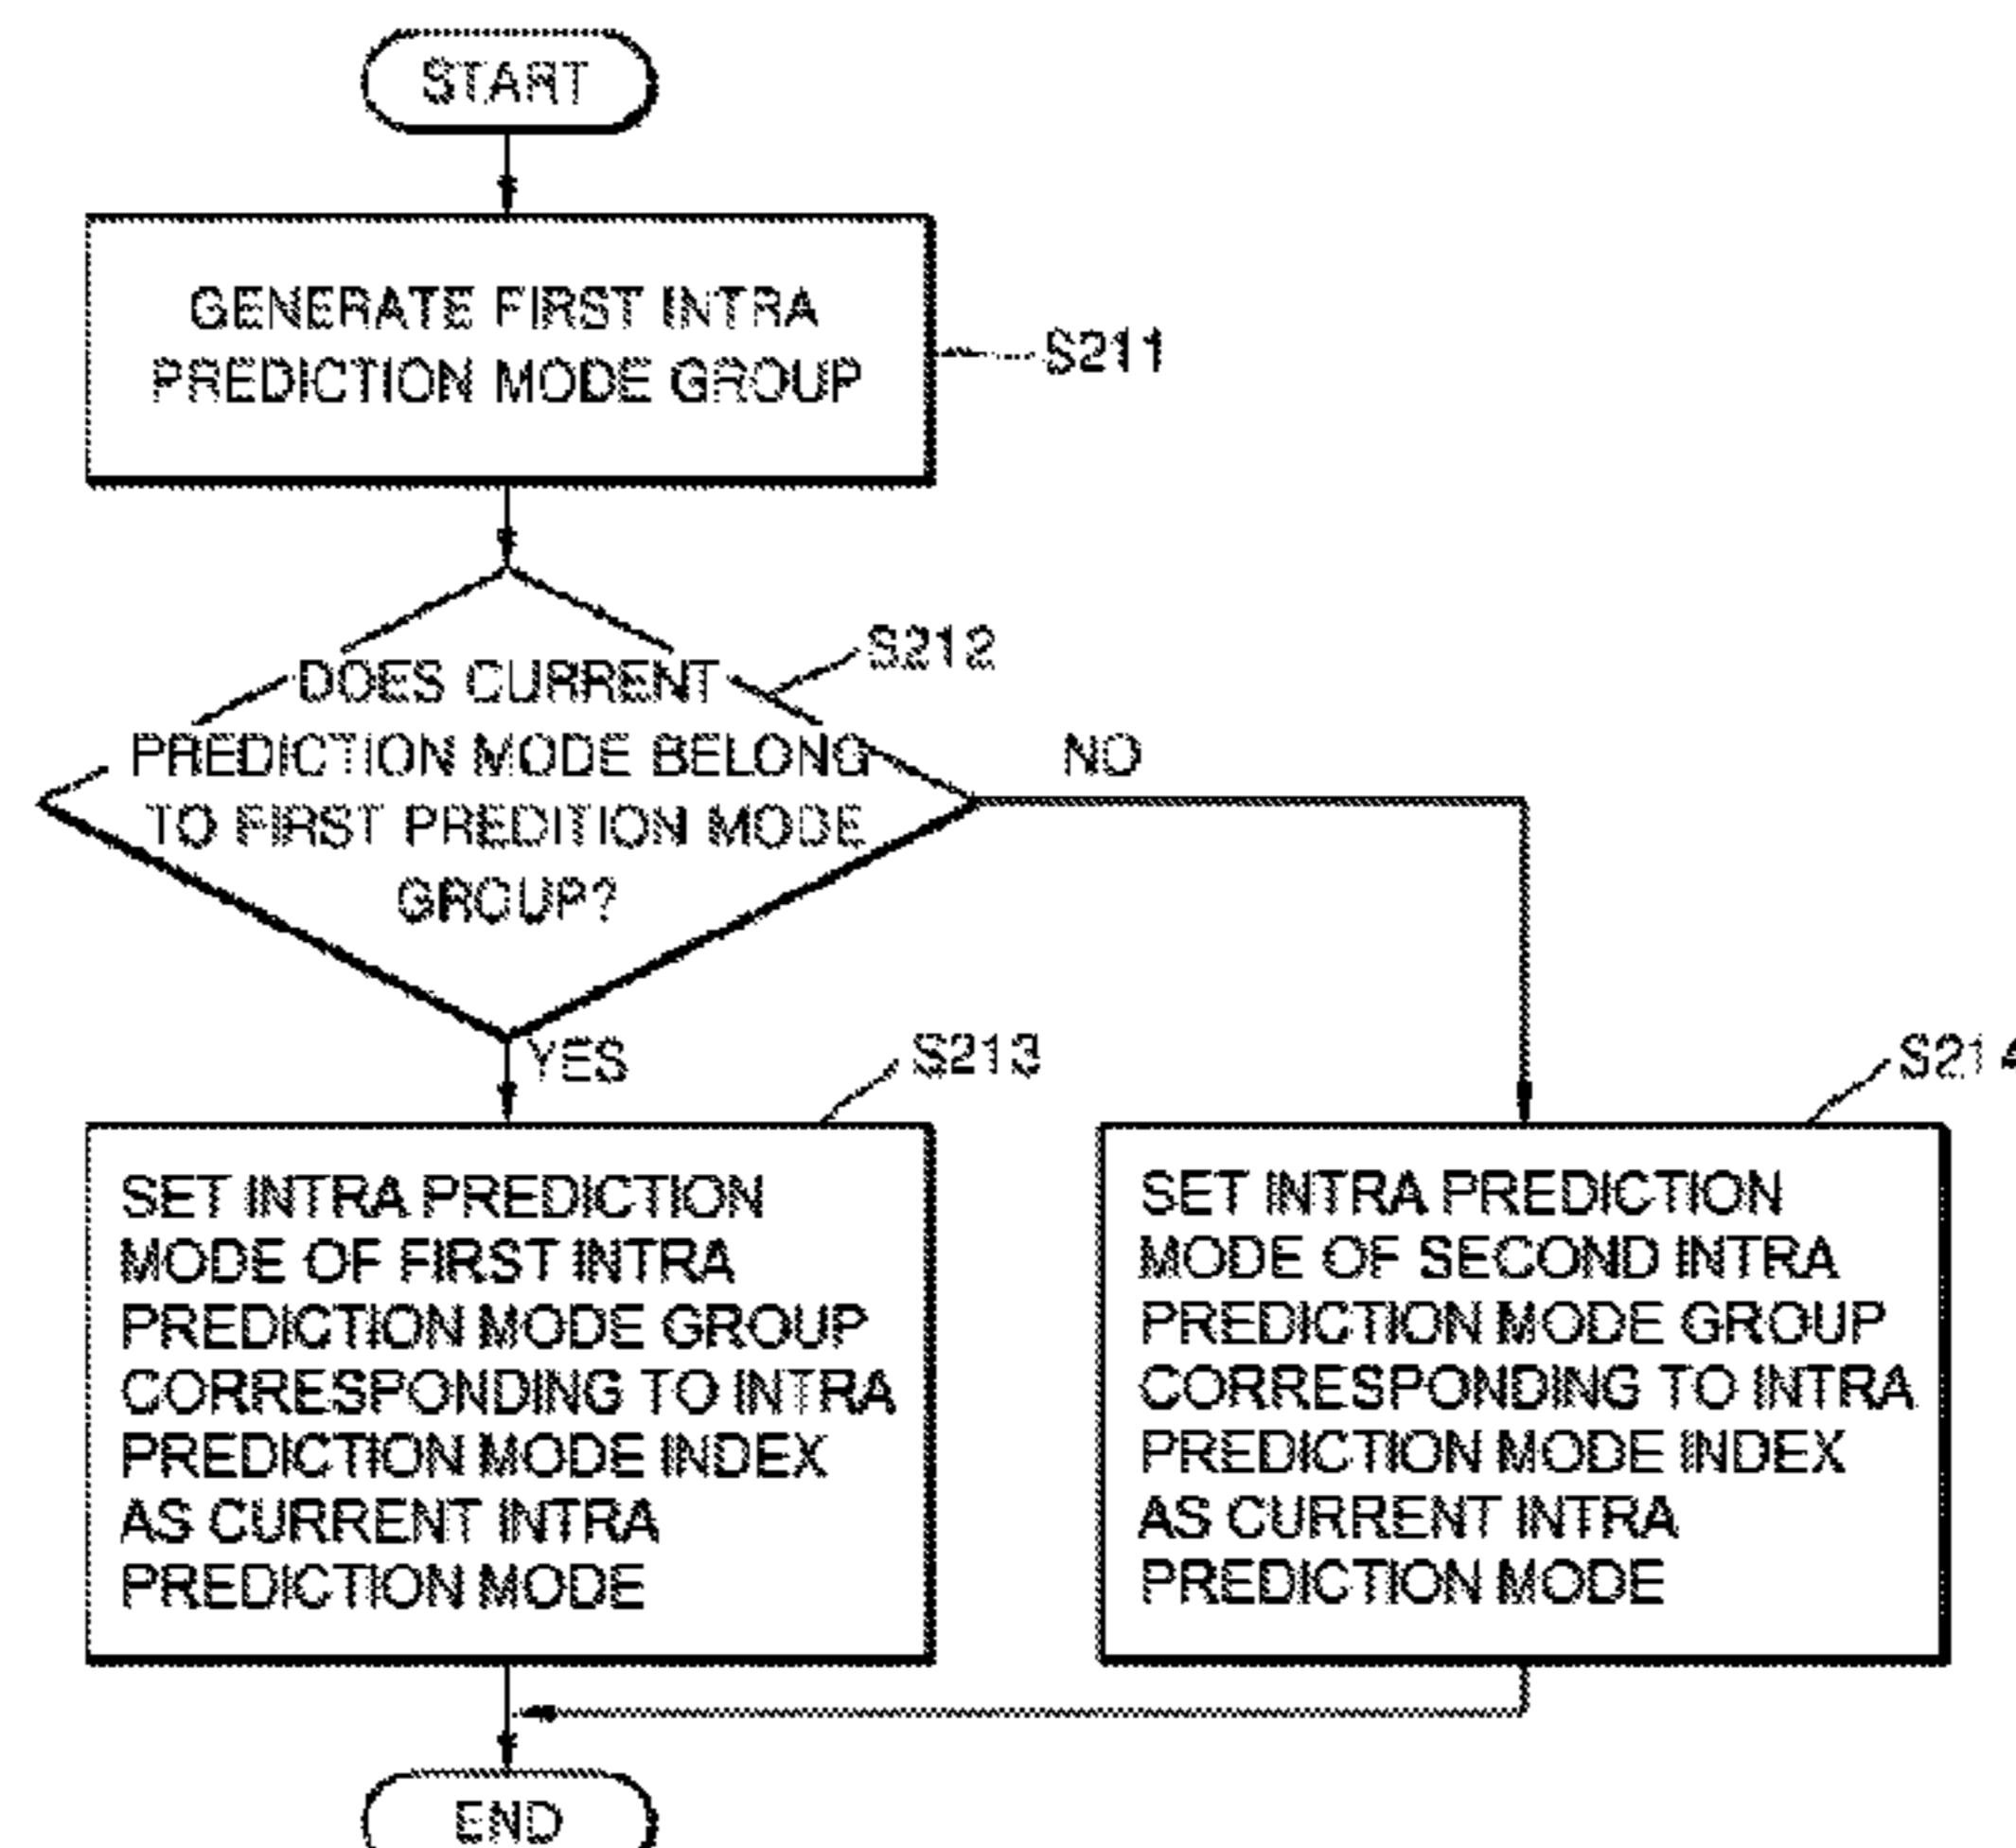 START
GENERATE FIRST INTRA
PREDICTION MODE GROUP
S211
DOES CURRENT
S212
PREDICTION MODE BELONG
NO
TO FIRST PREDITION MODE
GROUP?
YES
S213
S214
SET INTRA PREDICTION
MODE OF FIRST INTRA
PREDICTION MODE GROUP
CORRESPONDING TO INTRA
PREDICTION MODE INDEX
AS CURRENT INTRA
PREDICTION MODE
SET INTRA PREDICTION
MODE OF SECOND INTRA
PREDICTION MODE GROUP
CORRESPONDING TO INTRA
PREDICTION MODE INDEX
AS CURRENT INTRA
PREDICTION MODE
END